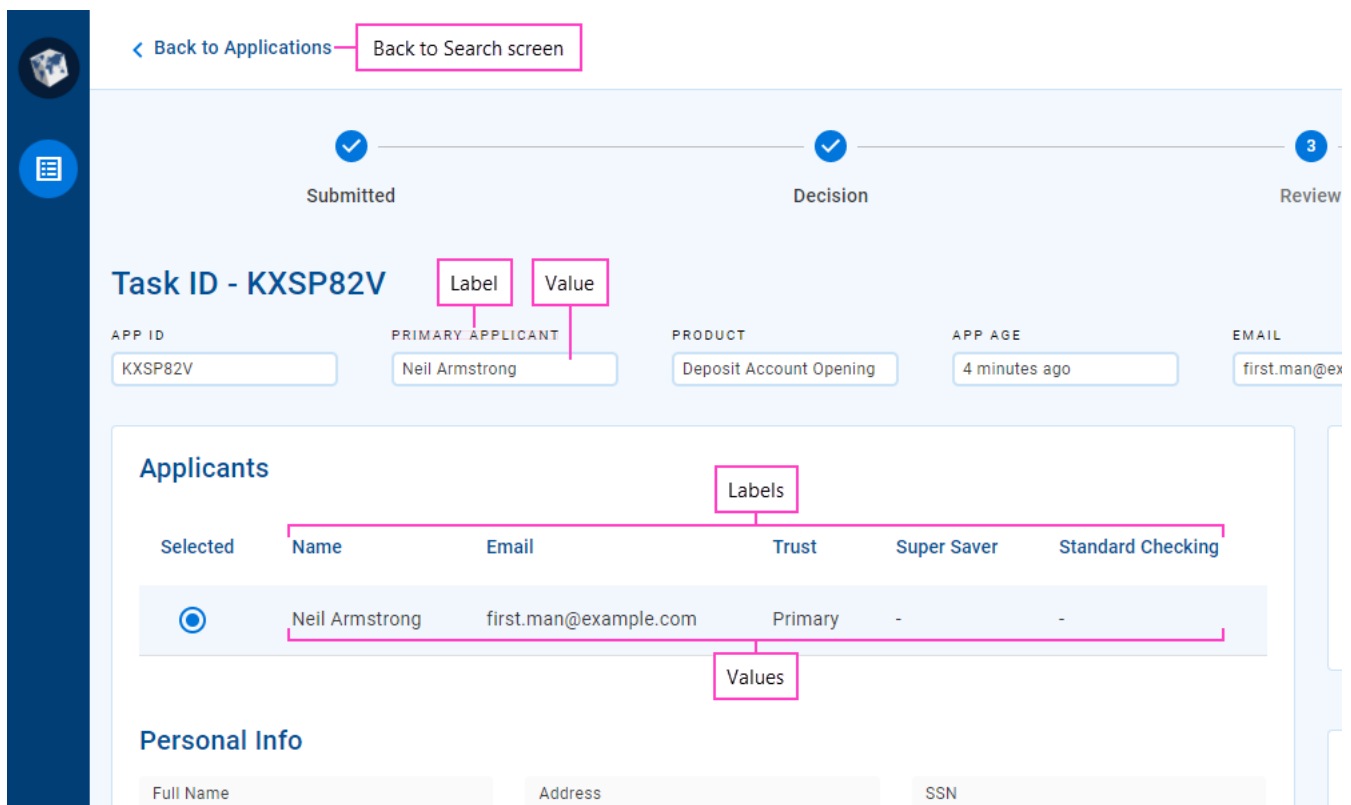 Back to Applications
Back to Search screen
3
Submitted
Decision
Review
Task ID - KXSP82V
Label
Value
APP ID
PRIMARY APPLICANT
PRODUCT
APP AGE
EMAIL
KXSP82V
Neil Armstrong
Deposit Account Opening
4 minutes ago
first.man@ex
Applicants
Labels
Selected
Name
Email
Trust
Super Saver
Standard Checking
Neil Armstrong
first.man@example.com
Primary
-
-
Values
Personal Info
Full Name
Address
SSN